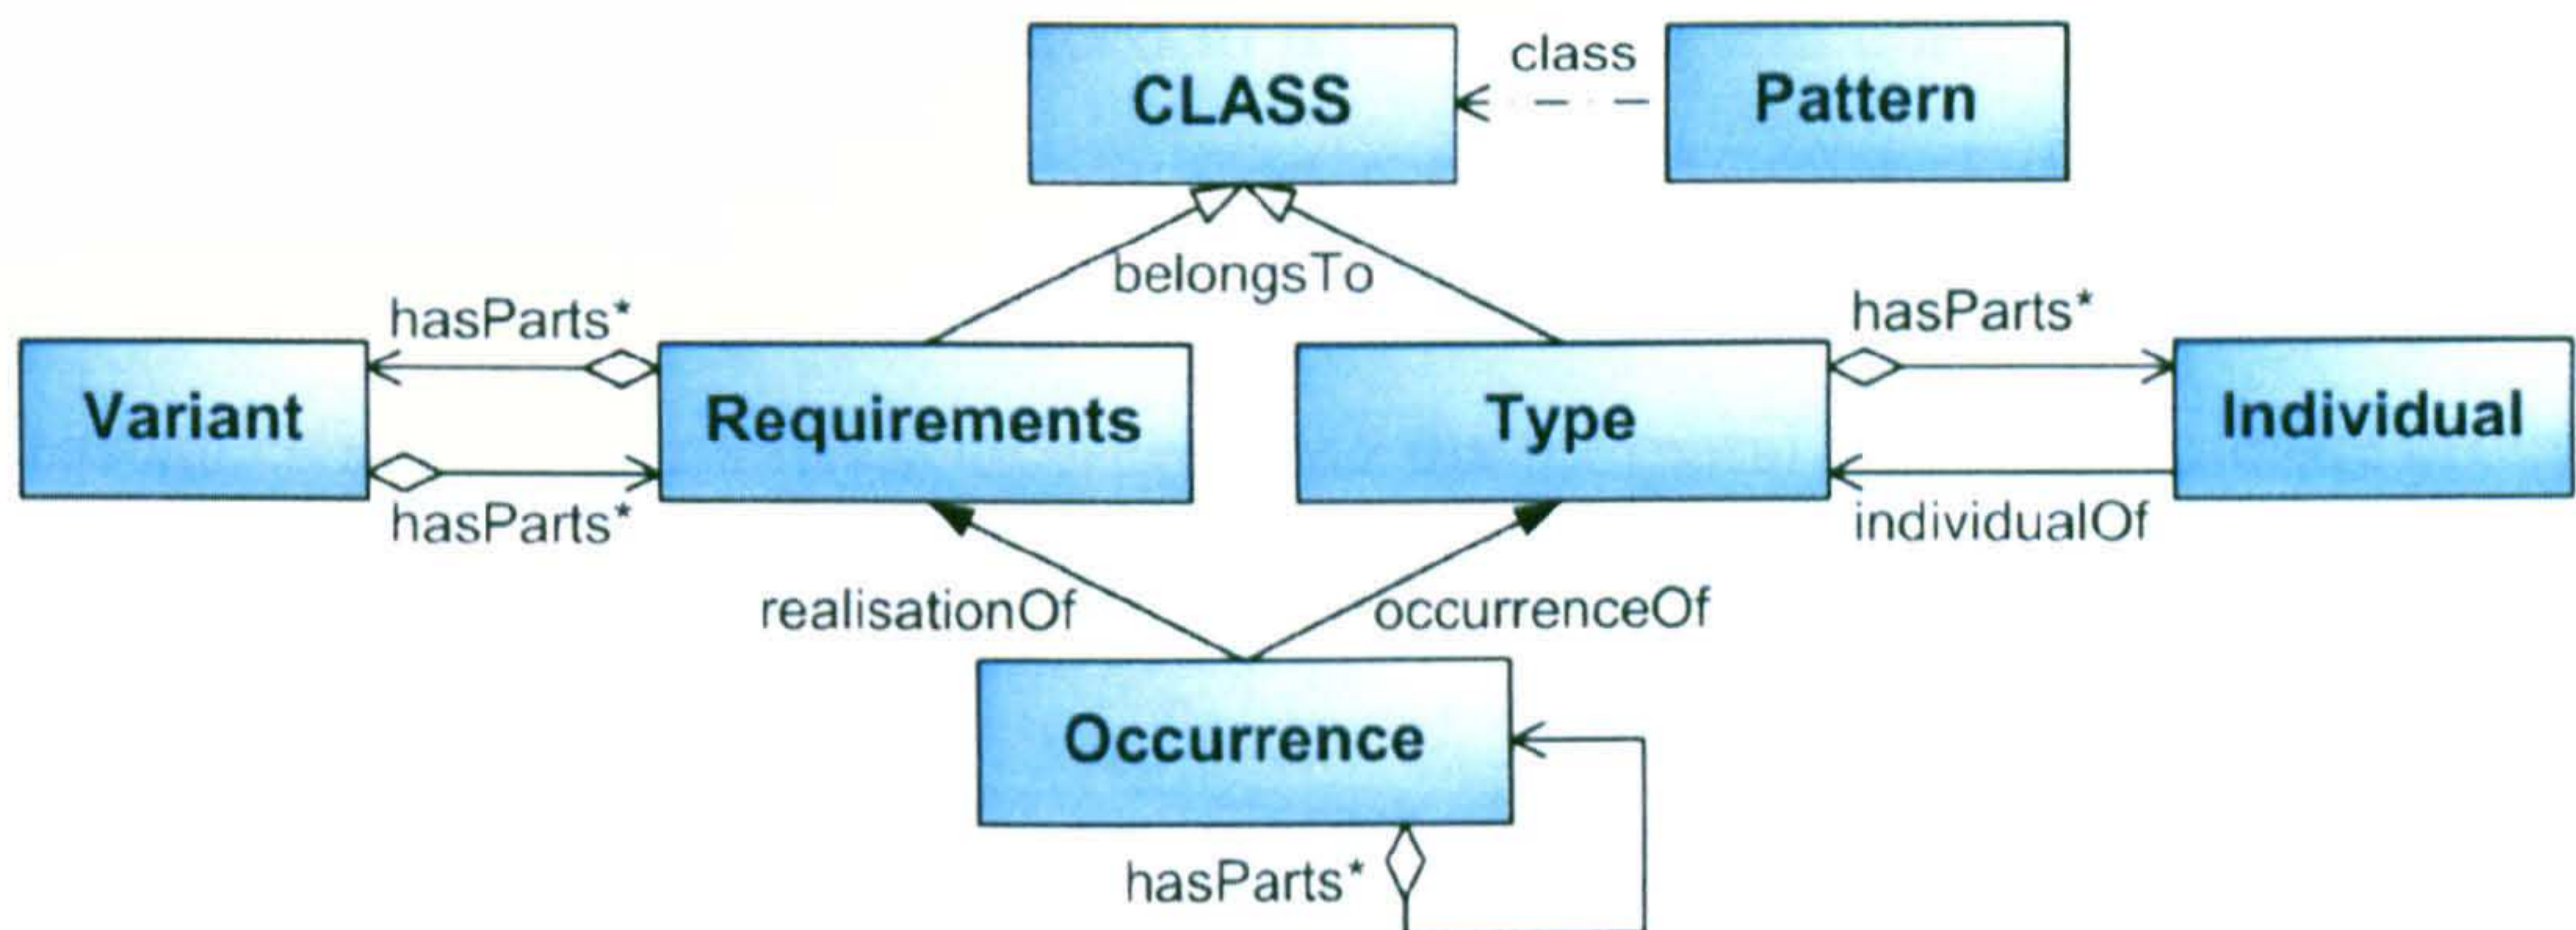 class
CLASS
Pattern
belongsTo
hasParts*
hasParts*
Variant
Requirements
Type
Individual
hasParts*
individualOf
realisationOf
occurrenceOf
Occurrence
hasParts*